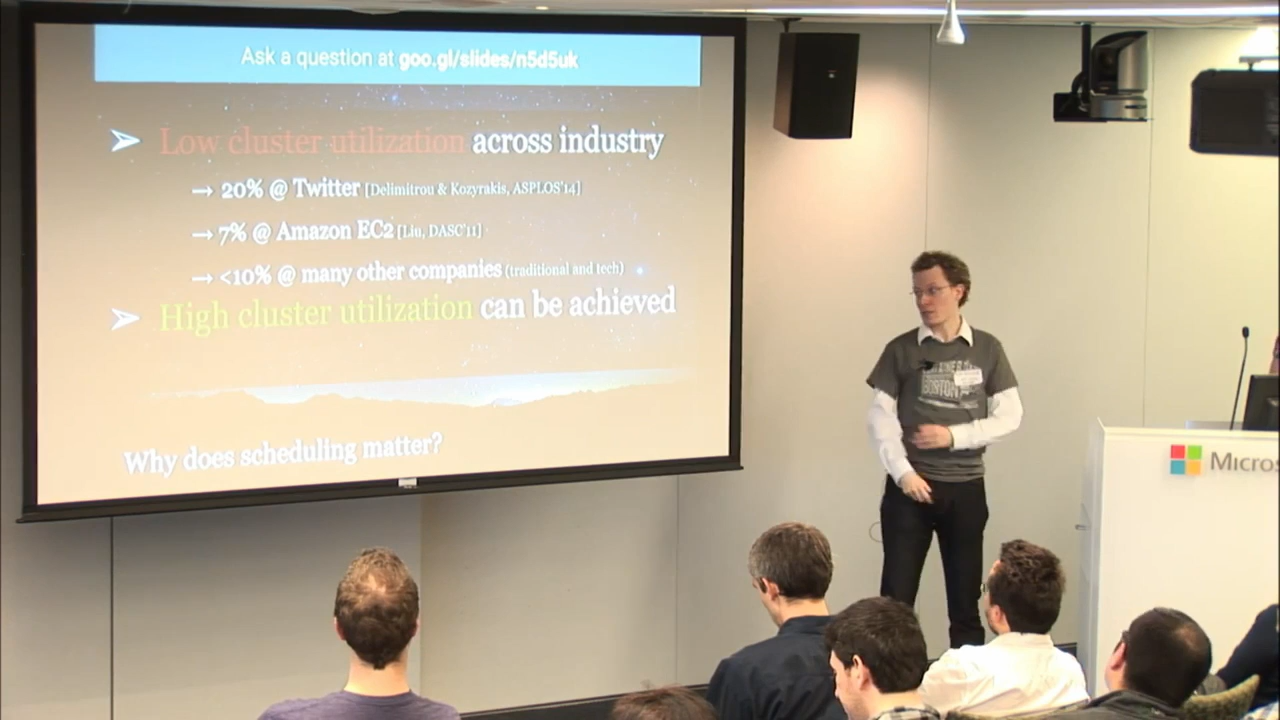 Ask a question at goo.gl/slides/n5d5uk
➢ Low cluster utilization across industry
→ 20% @ Twitter [Delimitrou & Kozyrakis, ASPLOS'14]
→ 7% @ Amazon EC2 [Liu, DASC'11]
→ <10% @ many other companies (traditional and tech)
➢ High cluster utilization can be achieved
Why does scheduling matter?
BOSTON
Micros